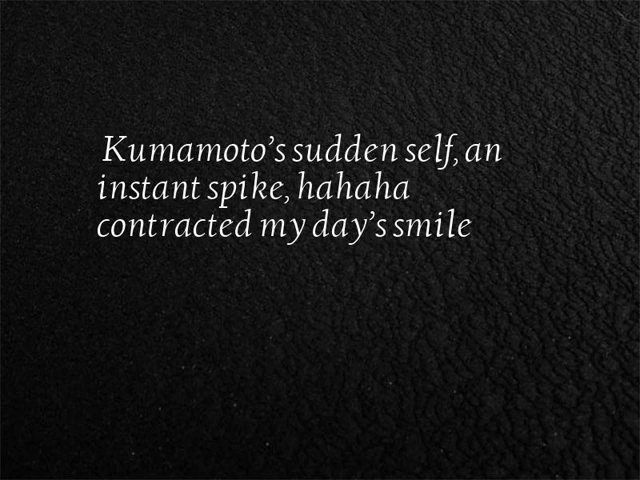 Kumamoto’s sudden self, an
instant spike, hahaha
contracted my day’s smile